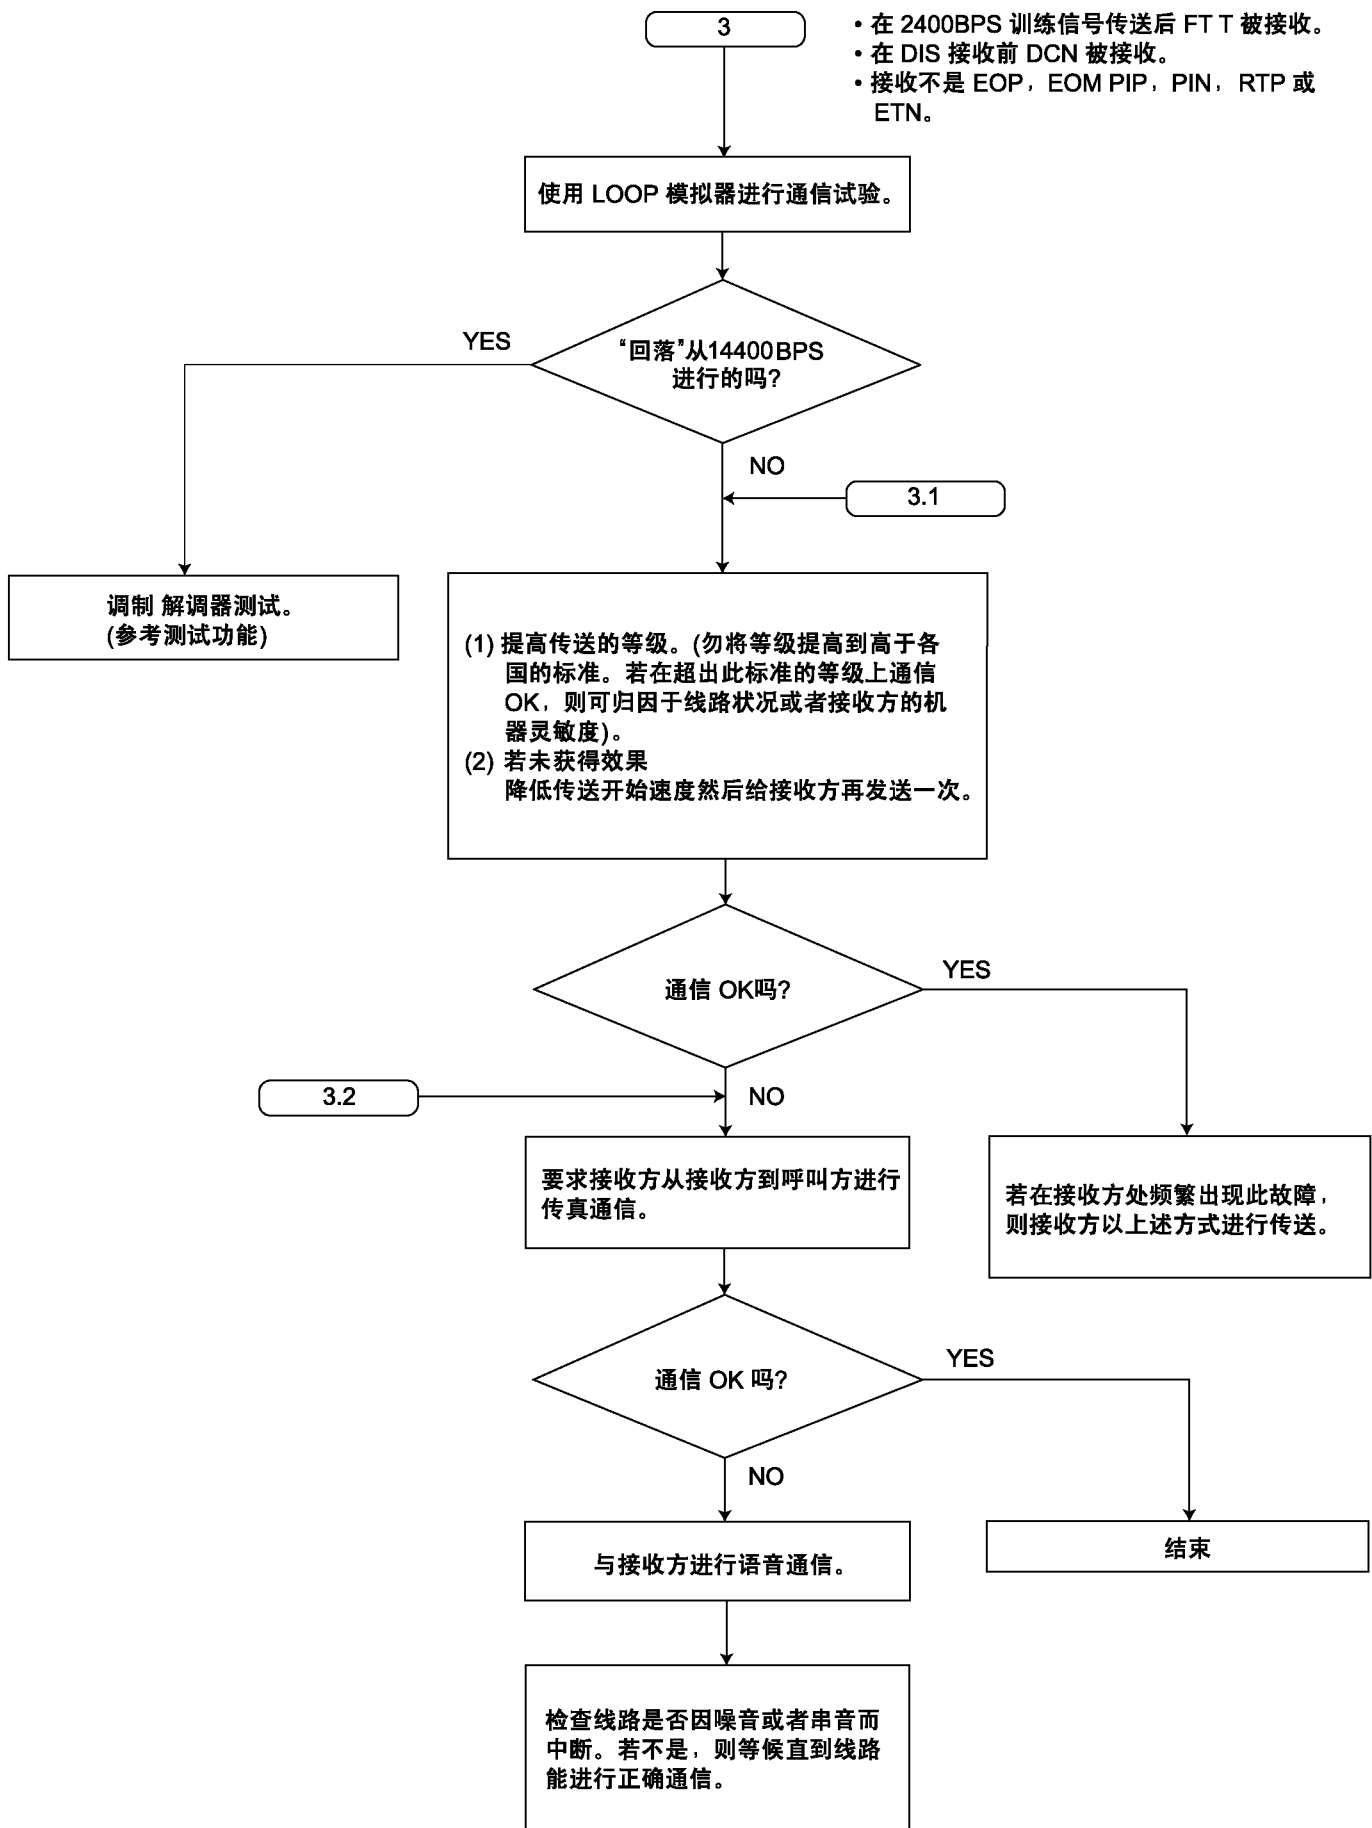 3
• 在 2400BPS 训练信号传送后 FT T 被接收。
• 在 DIS 接收前 DCN 被接收。
• 接收不是 EOP，EOM PIP，PIN，RTP 或
ETN。
使用 LOOP 模拟器进行通信试验。
YES
“回落”从14400BPS
进行的吗?
NO
3.1
调制 解调器测试。
(参考测试功能)
(1) 提高传送的等级。(勿将等级提高到高于各
国的标准。若在超出此标准的等级上通信
OK，则可归因于线路状况或者接收方的机
器灵敏度)。
(2) 若未获得效果
降低传送开始速度然后给接收方再发送一次。
通信 OK吗?
YES
3.2
NO
要求接收方从接收方到呼叫方进行
传真通信。
若在接收方处频繁出现此故障，
则接收方以上述方式进行传送。
通信 OK 吗?
YES
NO
与接收方进行语音通信。
结束
检查线路是否因噪音或者串音而
中断。若不是，则等候直到线路
能进行正确通信。